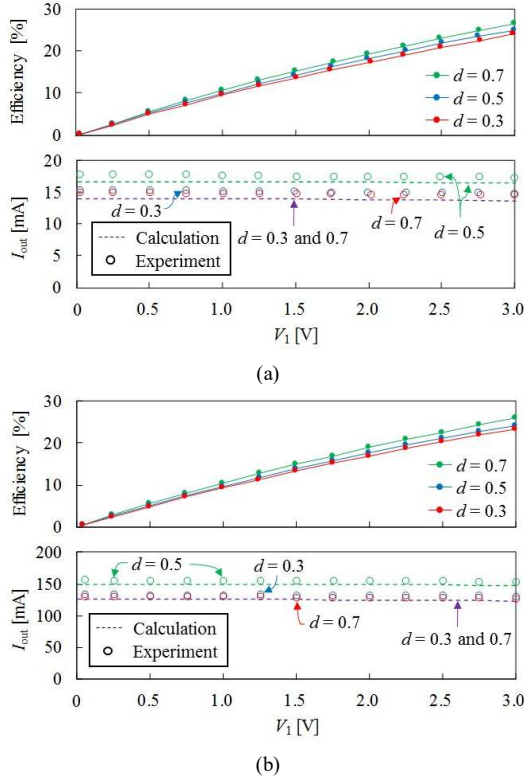 30
20
10
0
Efficiency [%]
d = 0.7
d = 0.5
d = 0.3
20
15
10
5
0
I_out [mA]
d = 0.3
d = 0.3 and 0.7
d = 0.7
d = 0.5
Calculation
Experiment
0 0.5 1.0 1.5 2.0 2.5 3.0
V_1 [V]
(a)
30
20
10
0
Efficiency [%]
d = 0.7
d = 0.5
d = 0.3
200
150
100
50
0
I_out [mA]
d = 0.5
d = 0.3
d = 0.7
d = 0.3 and 0.7
Calculation
Experiment
0 0.5 1.0 1.5 2.0 2.5 3.0
V_1 [V]
(b)